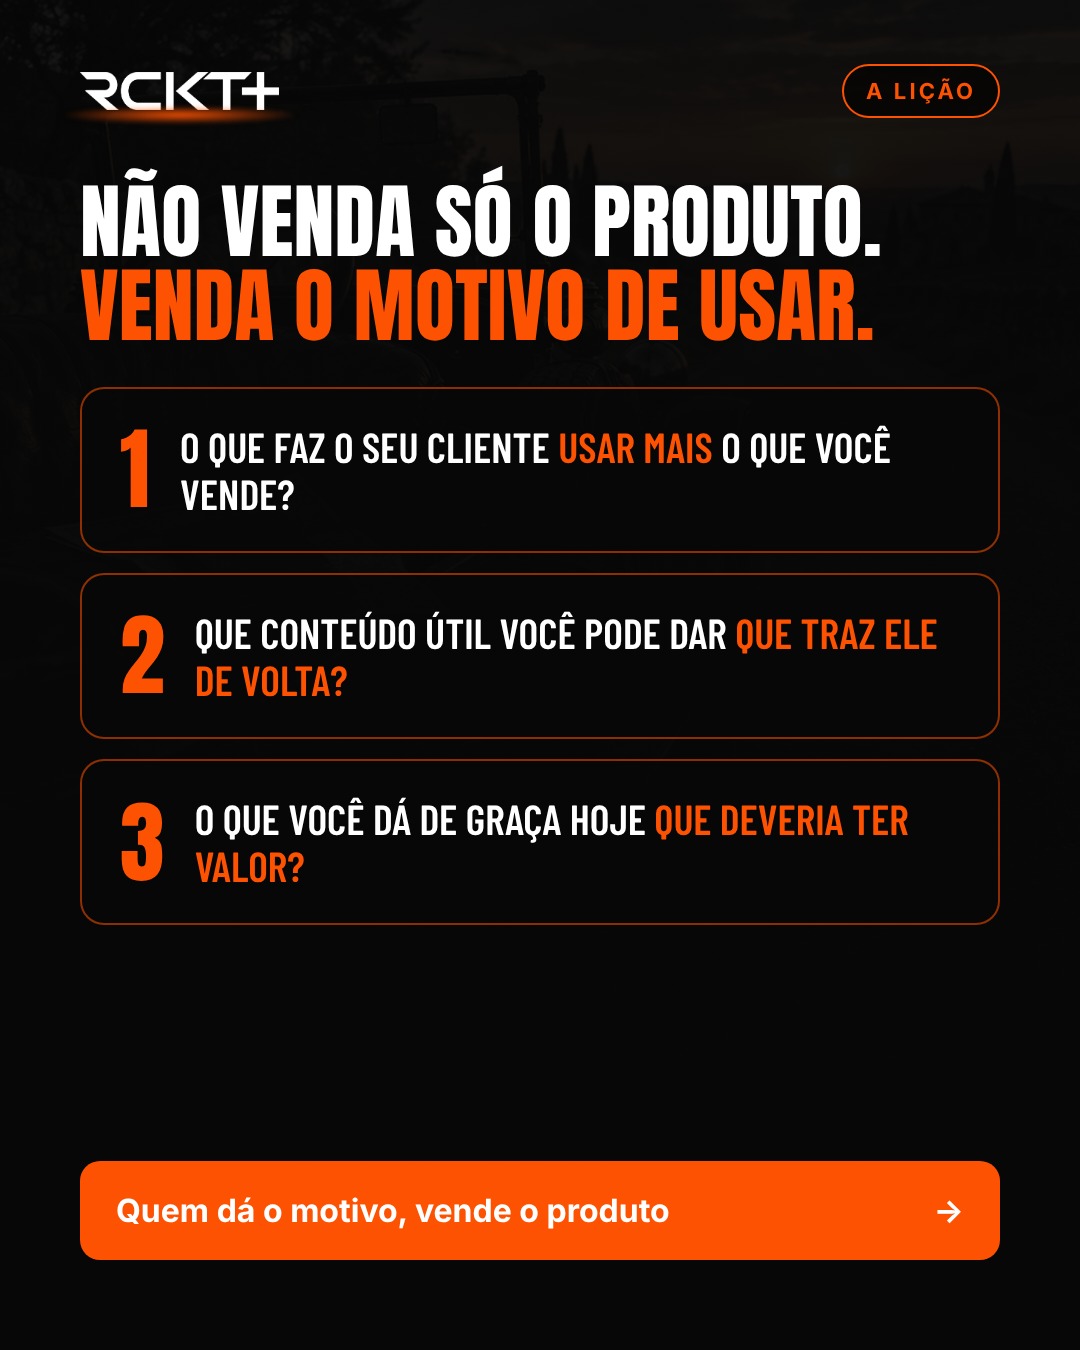 RCKT+
A LIÇÃO
NÃO VENDA SÓ O PRODUTO.
VENDA O MOTIVO DE USAR.
1
O QUE FAZ O SEU CLIENTE USAR MAIS O QUE VOCÊ
VENDE?
2
QUE CONTEÚDO ÚTIL VOCÊ PODE DAR QUE TRAZ ELE
DE VOLTA?
3
O QUE VOCÊ DÁ DE GRAÇA HOJE QUE DEVERIA TER
VALOR?
Quem dá o motivo, vende o produto →